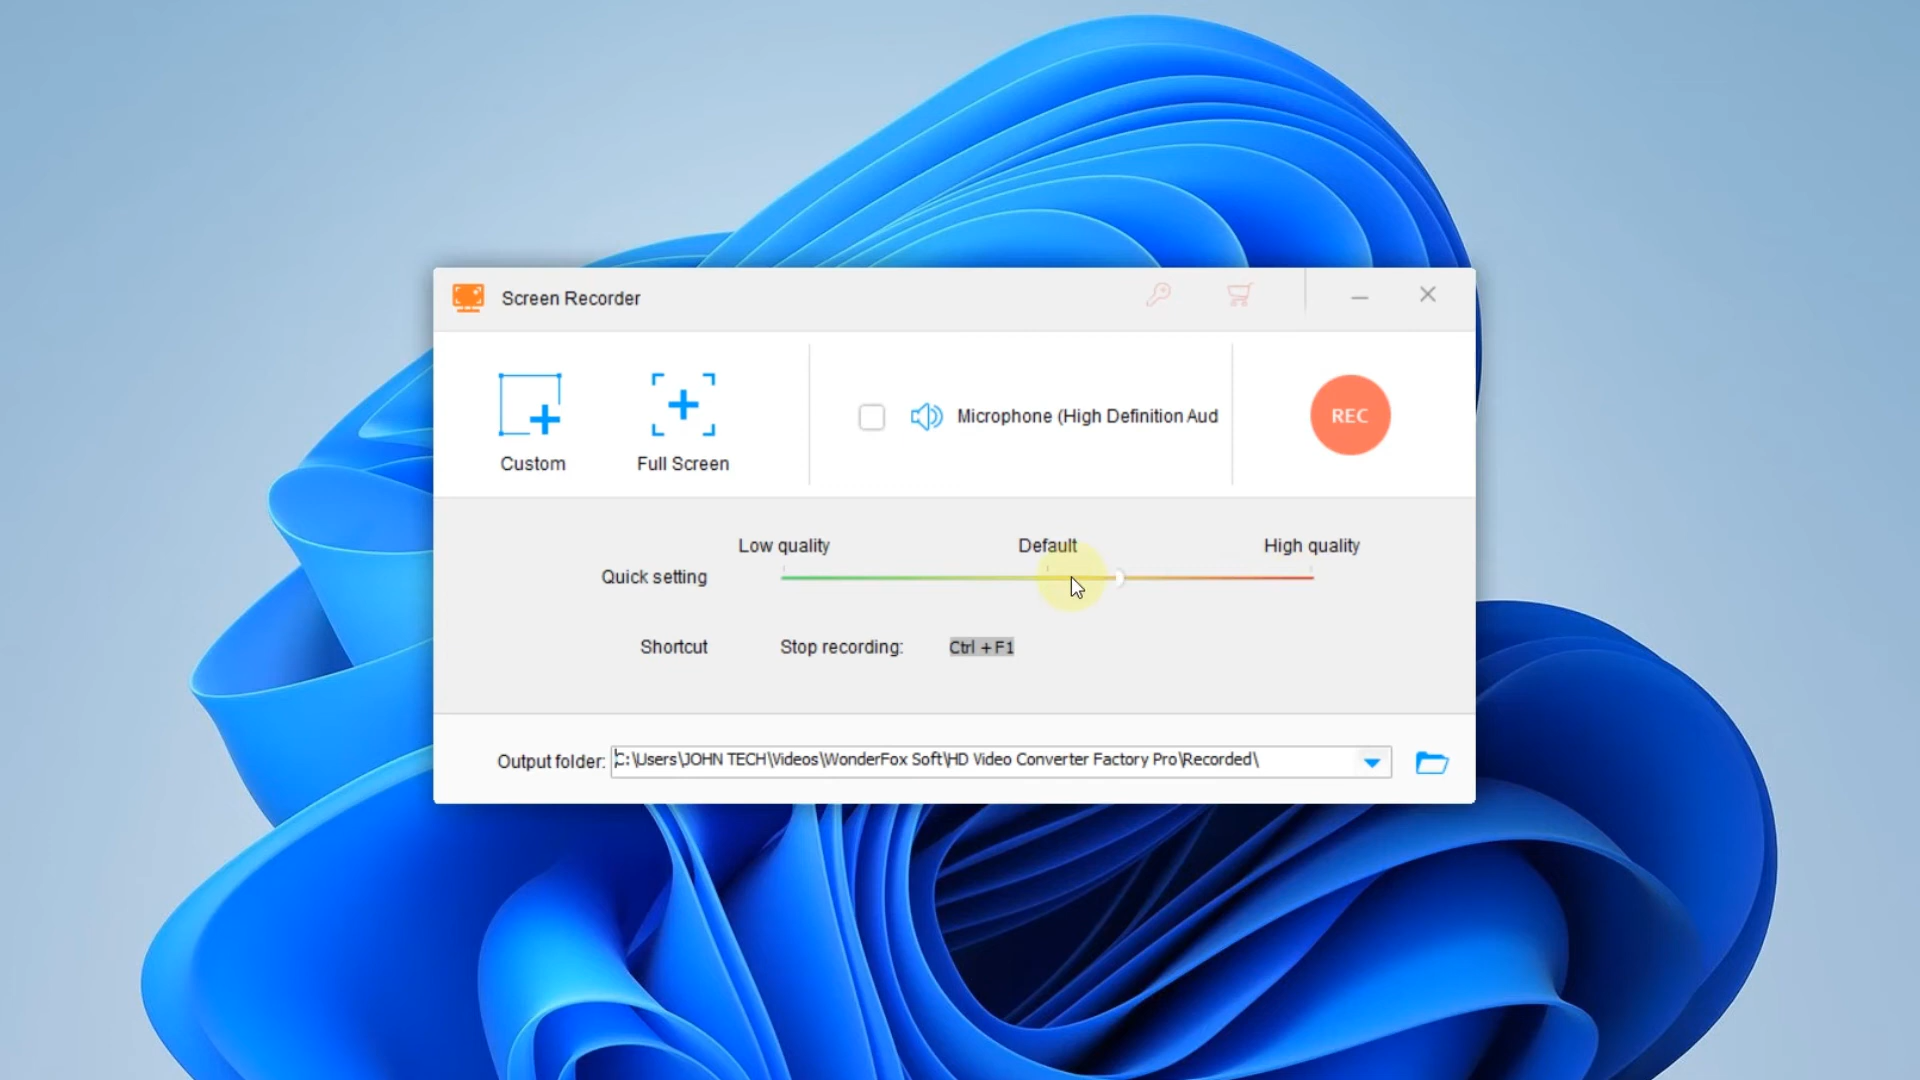 Screen Recorder
Custom
Full Screen
Microphone (High Definition Aud
REC
Low quality
Default
High quality
Quick setting
Shortcut
Stop recording:
Ctrl + F1
Output folder:
C:\Users\JOHN TECH\Videos\WonderFox Soft\HD Video Converter Factory Pro\Recorded\